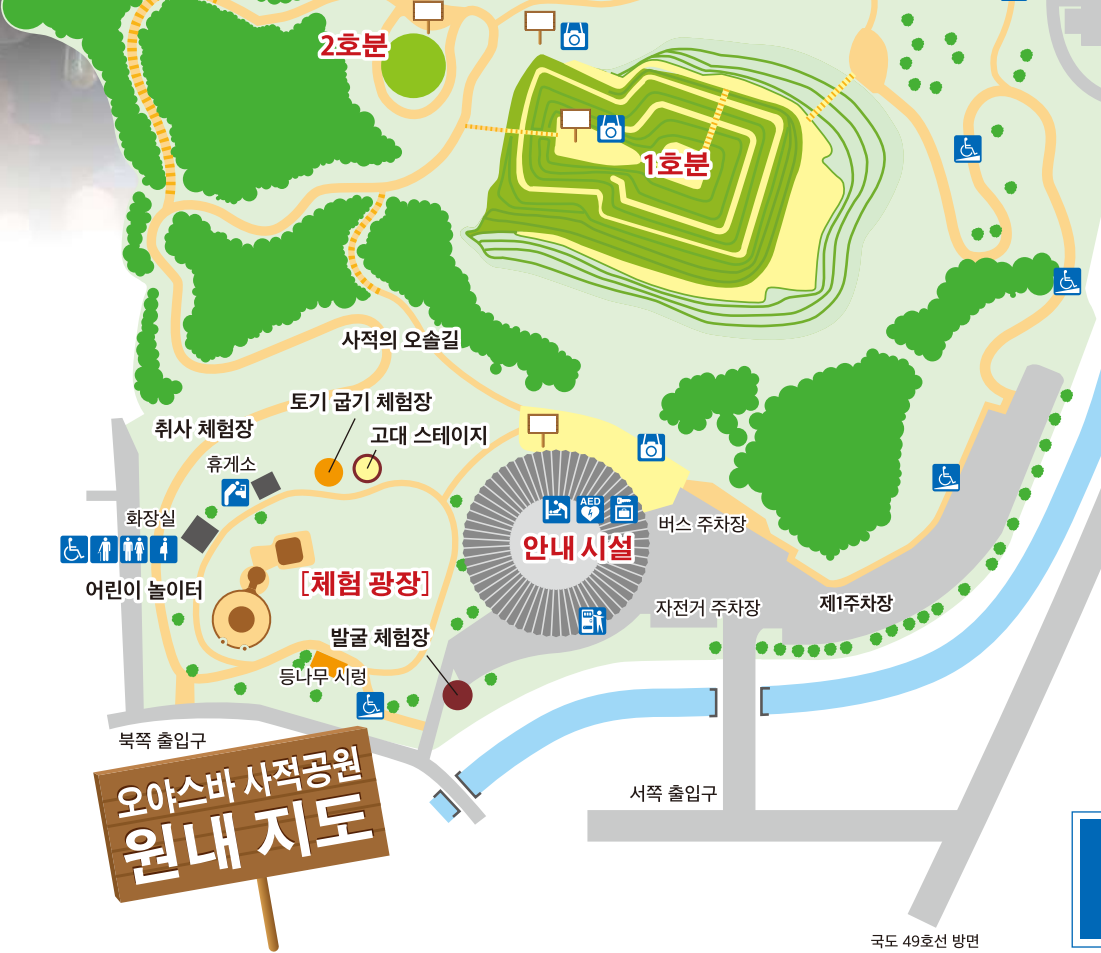 2호분
1호분
사적의 오솔길
토기 굽기 체험장
취사 체험장
고대 스테이지
휴게소
AED
화장실
버스 주차장
안내 시설
어린이 놀이터
[체험 광장]
자전거 주차장
제1주차장
발굴 체험장
등나무 시렁
북쪽 출입구
오야스바 사적공원
원내 지도
서쪽 출입구
국도 49호선 방면